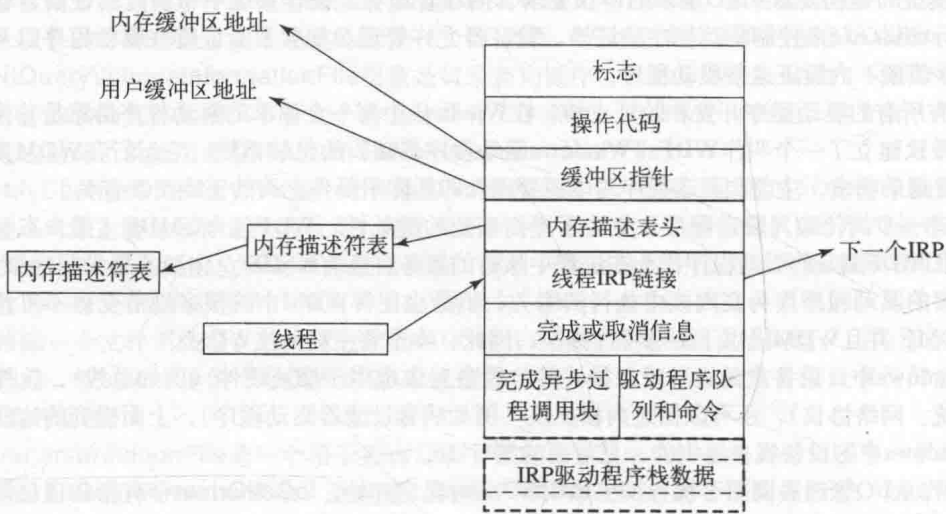 内存缓冲区地址
用户缓冲区地址
标志
操作代码
缓冲区指针
内存描述表头
内存描述符表
内存描述符表
线程IRP链接
下一个IRP
线程
完成或取消信息
完成异步过
程调用块
驱动程序队
列和命令
IRP驱动程序栈数据